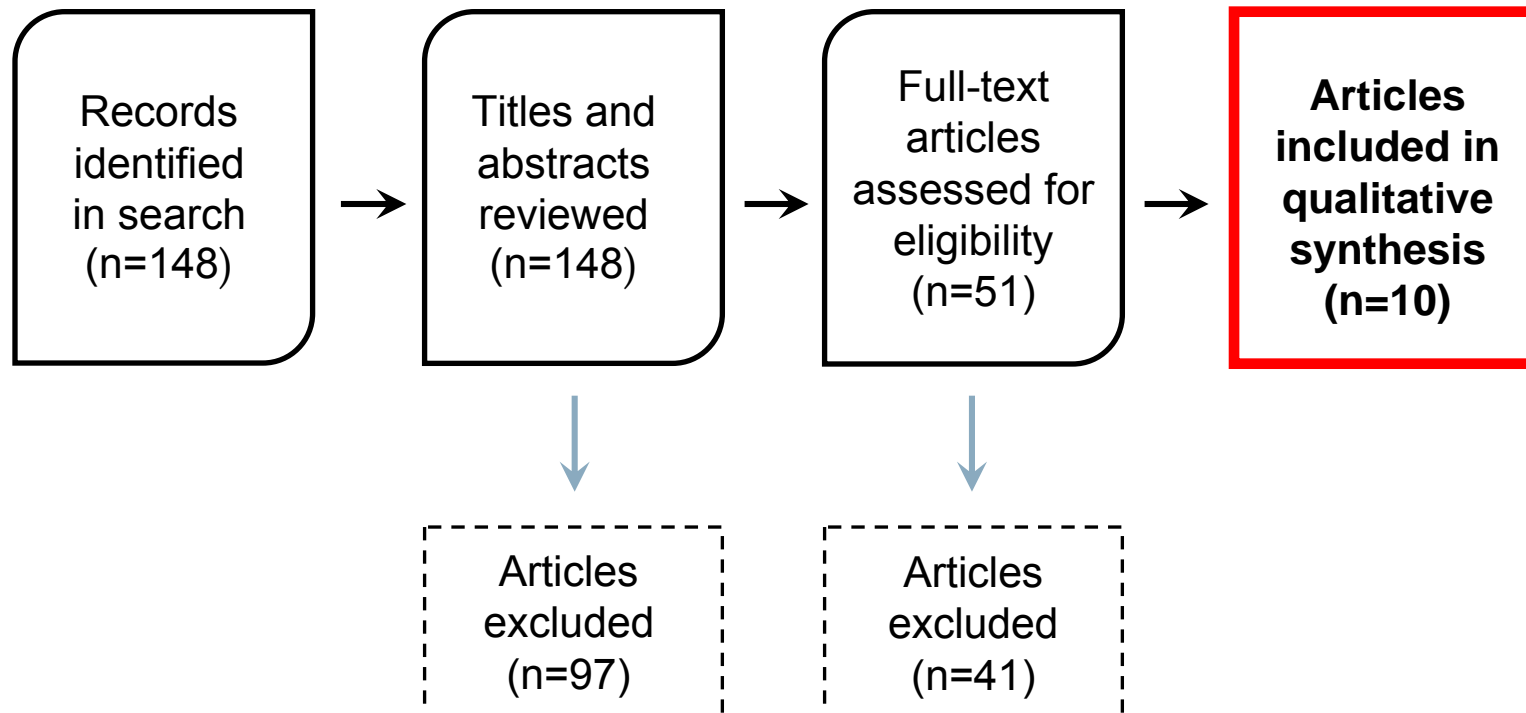 Records
identified
in search
(n=148)
Titles and
abstracts
reviewed
(n=148)
Full-text
articles
assessed for
eligibility
(n=51)
Articles
included in
qualitative
synthesis
(n=10)
Articles
excluded
(n=97)
Articles
excluded
(n=41)